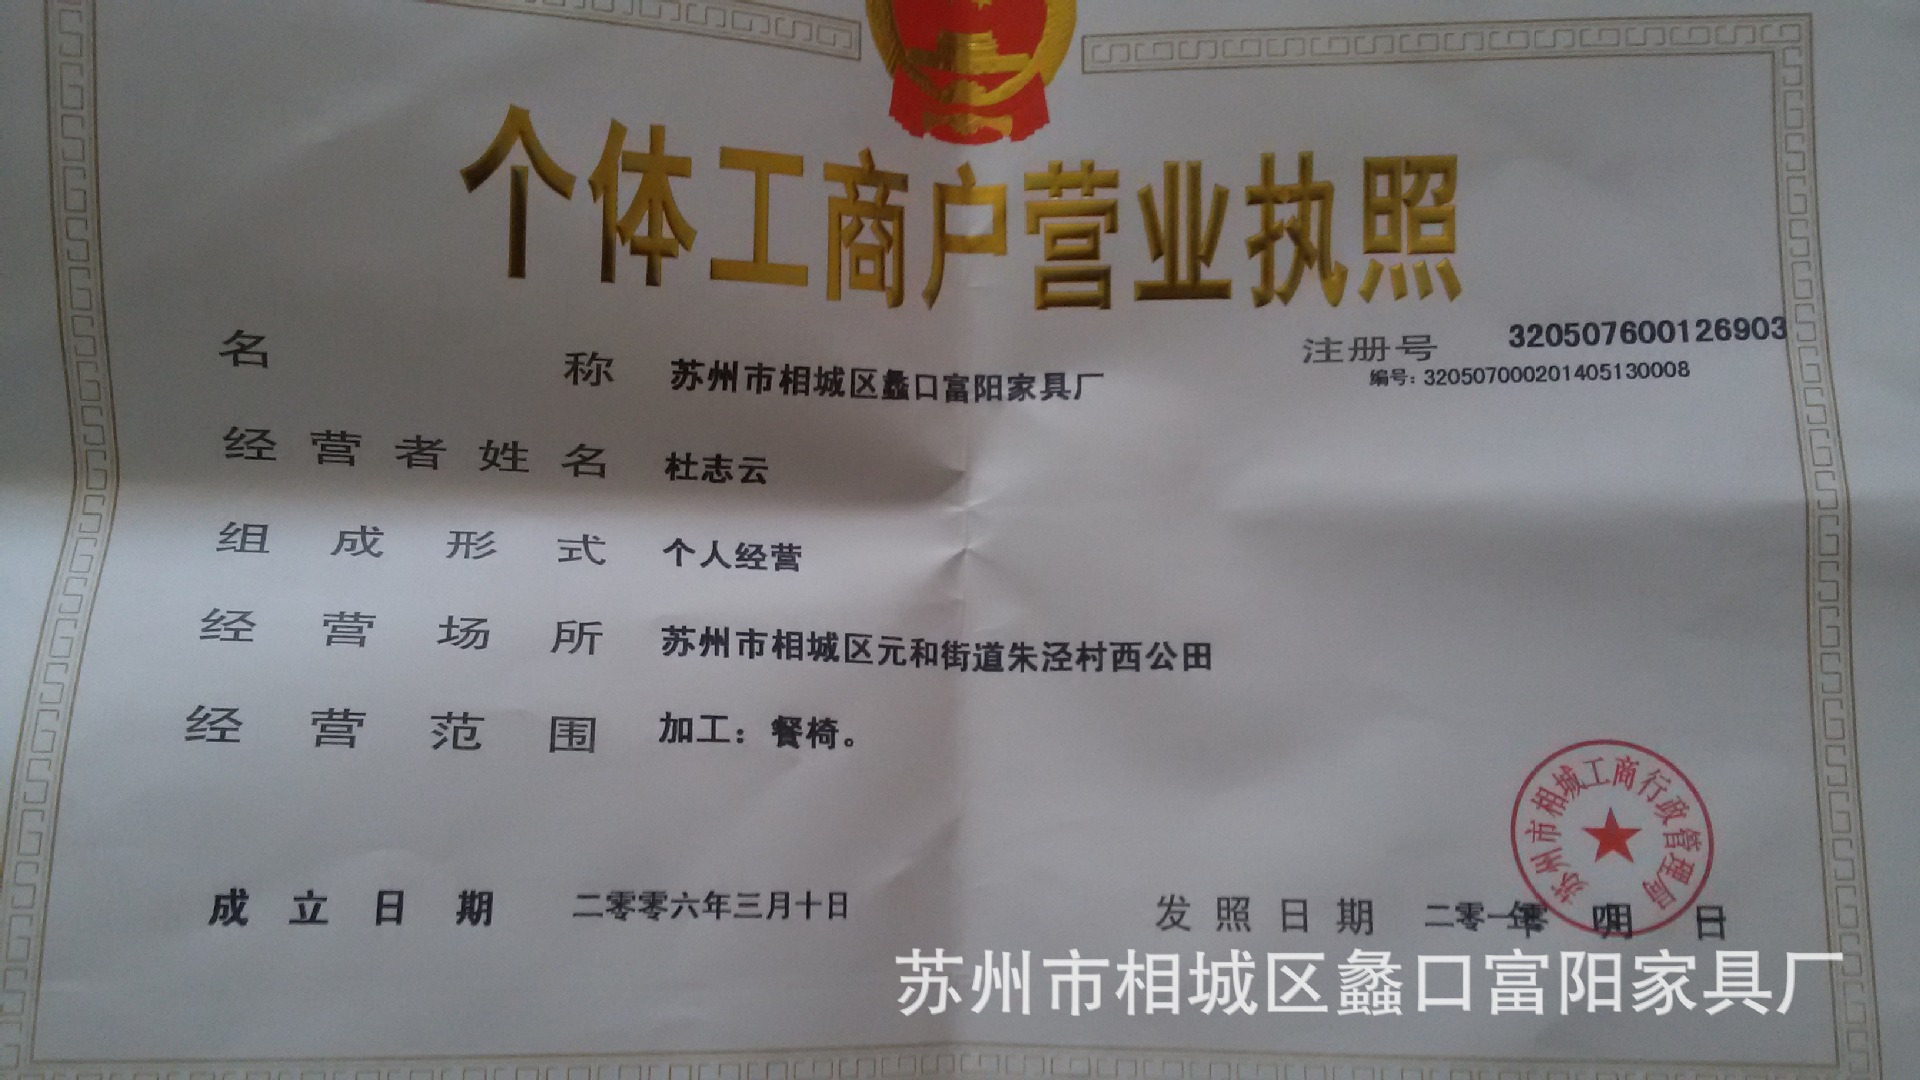 个体工商户营业执照
注册号 320507600126903
编号：320507000201405130008
名称 苏州市相城区蠡口富阳家具厂
经营者姓名 杜志云
组成形式 个人经营
经营场所 苏州市相城区元和街道朱泾村西公田
经营范围 加工：餐椅。
苏州市相城工商行政管理局
成立日期 二零零六年三月十日
发照日期 二零一 年 月 日
苏州市相城区蠡口富阳家具厂